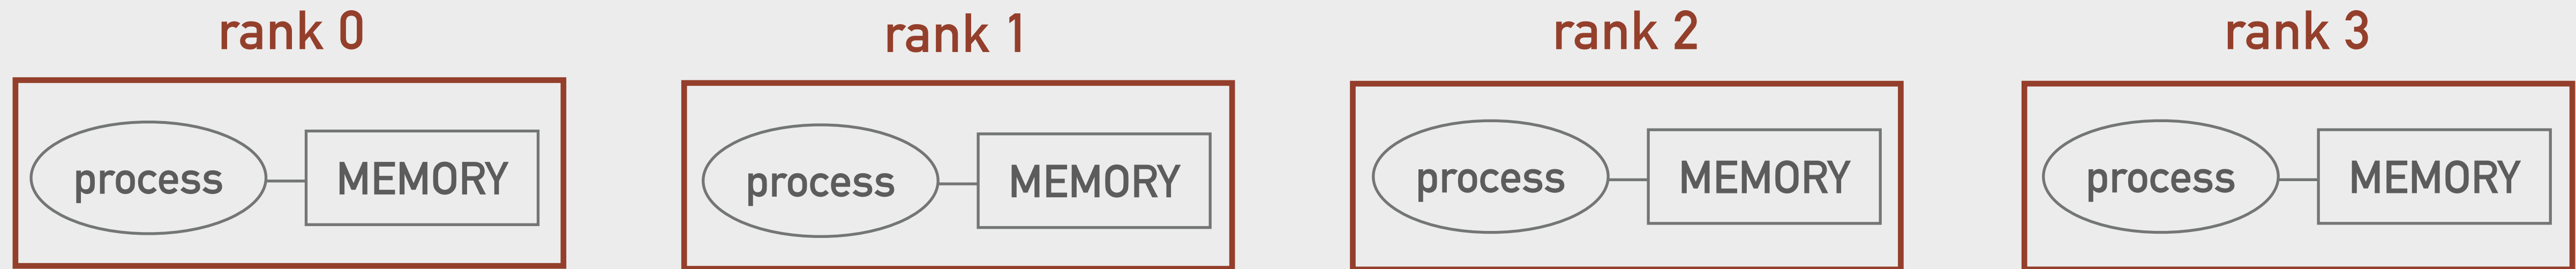 rank 0 rank 1 rank 2 rank 3
process MEMORY process MEMORY process MEMORY process MEMORY